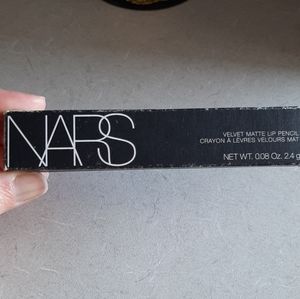 NARS
VELVET MATTE LIP PENCIL
CRAYON À LÈVRES VELOURS MAT
NET WT. 0.08 Oz. 2.4 g